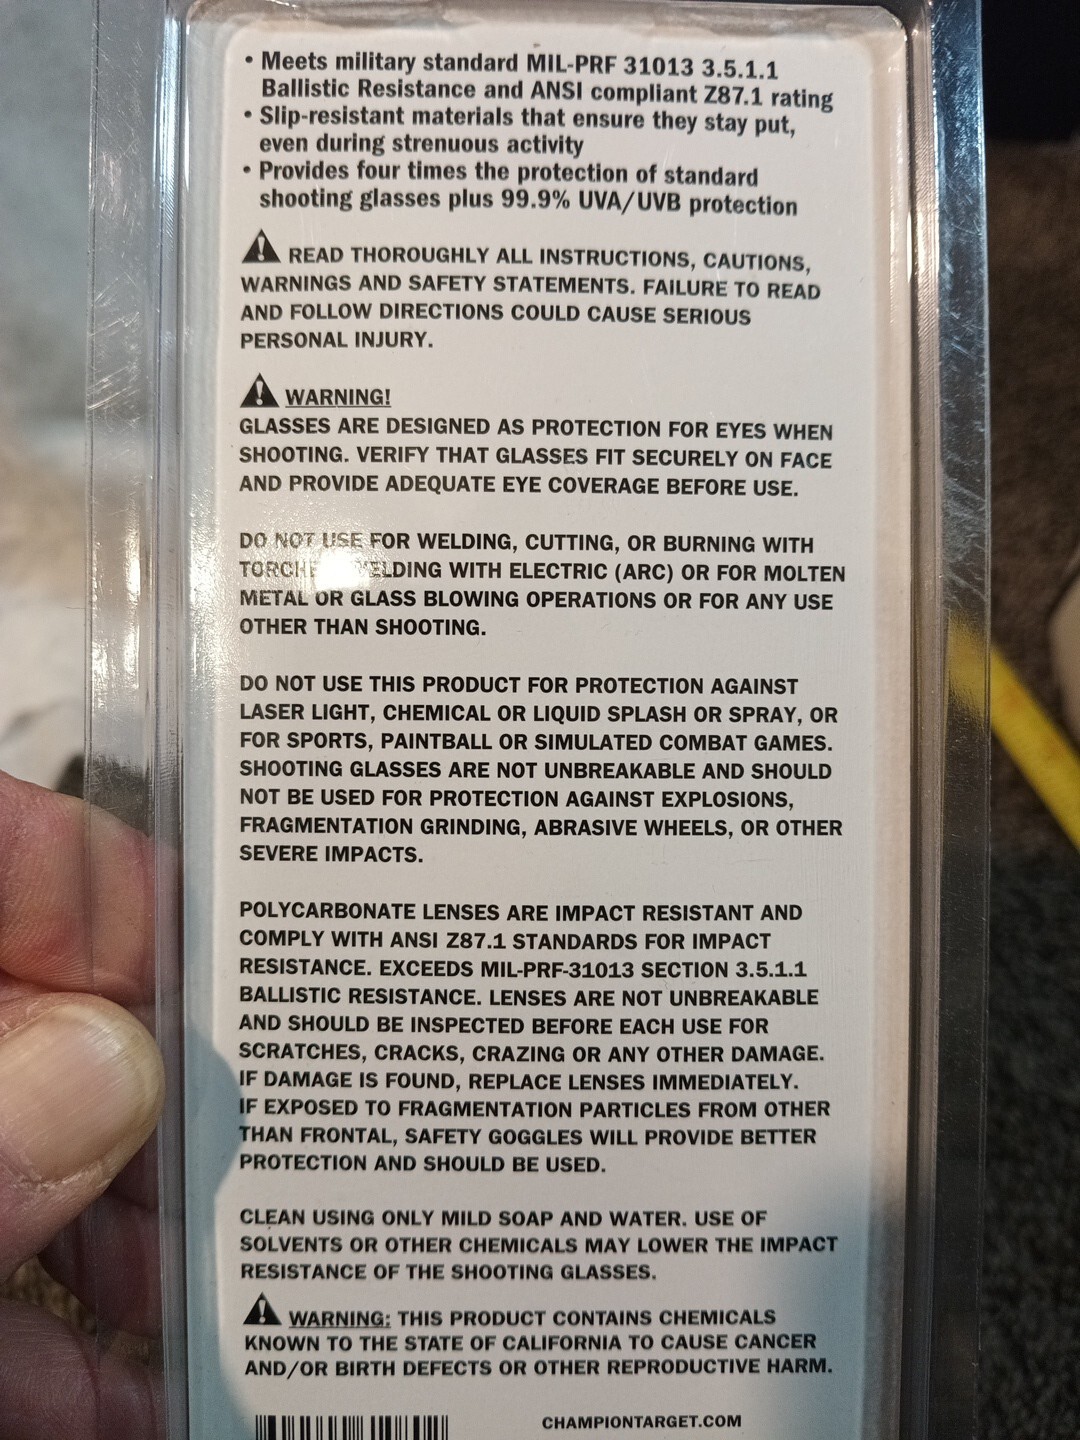 • Meets military standard MIL-PRF 31013 3.5.1.1
Ballistic Resistance and ANSI compliant Z87.1 rating
• Slip-resistant materials that ensure they stay put,
even during strenuous activity
• Provides four times the protection of standard
shooting glasses plus 99.9% UVA/UVB protection
READ THOROUGHLY ALL INSTRUCTIONS, CAUTIONS,
WARNINGS AND SAFETY STATEMENTS. FAILURE TO READ
AND FOLLOW DIRECTIONS COULD CAUSE SERIOUS
PERSONAL INJURY.
WARNING!
GLASSES ARE DESIGNED AS PROTECTION FOR EYES WHEN
SHOOTING. VERIFY THAT GLASSES FIT SECURELY ON FACE
AND PROVIDE ADEQUATE EYE COVERAGE BEFORE USE.
DO NOT USE FOR WELDING, CUTTING, OR BURNING WITH
WELDING WITH ELECTRIC (ARC) OR FOR MOLTEN
METAL OR GLASS BLOWING OPERATIONS OR FOR ANY USE
OTHER THAN SHOOTING.
DO NOT USE THIS PRODUCT FOR PROTECTION AGAINST
LASER LIGHT, CHEMICAL OR LIQUID SPLASH OR SPRAY, OR
FOR SPORTS, PAINTBALL OR SIMULATED COMBAT GAMES.
SHOOTING GLASSES ARE NOT UNBREAKABLE AND SHOULD
NOT BE USED FOR PROTECTION AGAINST EXPLOSIONS,
FRAGMENTATION GRINDING, ABRASIVE WHEELS, OR OTHER
SEVERE IMPACTS.
POLYCARBONATE LENSES ARE IMPACT RESISTANT AND
COMPLY WITH ANSI Z87.1 STANDARDS FOR IMPACT
RESISTANCE. EXCEEDS MIL-PRF-31013 SECTION 3.5.1.1
BALLISTIC RESISTANCE. LENSES ARE NOT UNBREAKABLE
AND SHOULD BE INSPECTED BEFORE EACH USE FOR
SCRATCHES, CRACKS, CRAZING OR ANY OTHER DAMAGE.
IF DAMAGE IS FOUND, REPLACE LENSES IMMEDIATELY.
IF EXPOSED TO FRAGMENTATION PARTICLES FROM OTHER
THAN FRONTAL, SAFETY GOGGLES WILL PROVIDE BETTER
PROTECTION AND SHOULD BE USED.
CLEAN USING ONLY MILD SOAP AND WATER. USE OF
SOLVENTS OR OTHER CHEMICALS MAY LOWER THE IMPACT
RESISTANCE OF THE SHOOTING GLASSES.
WARNING: THIS PRODUCT CONTAINS CHEMICALS
KNOWN TO THE STATE OF CALIFORNIA TO CAUSE CANCER
AND/OR BIRTH DEFECTS OR OTHER REPRODUCTIVE HARM.
CHAMPIONTARGET.COM